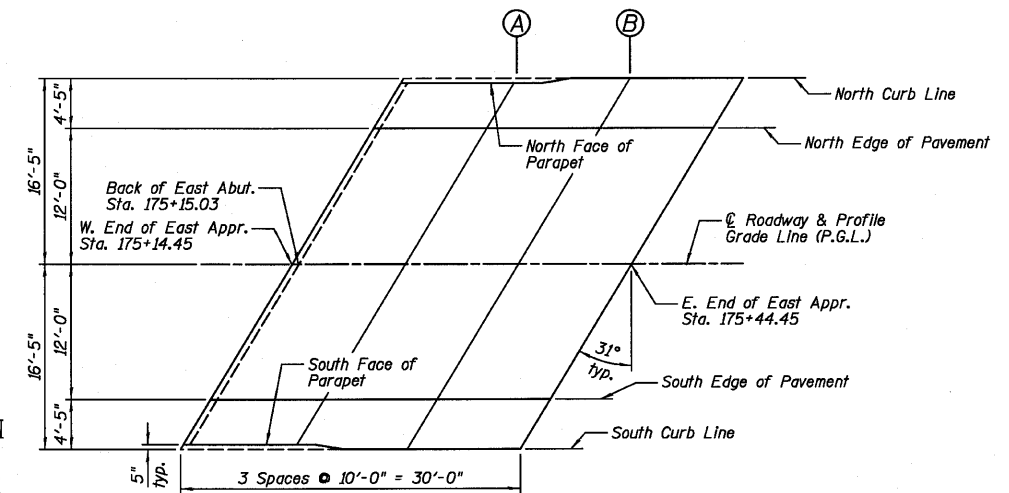 A B
North Curb Line
North Edge of Pavement
North Face of
Parapet
Back of East Abut.
Sta. 175+15.03
W. End of East Appr.
Sta. 175+14.45
℄ Roadway & Profile
Grade Line (P.G.L.)
E. End of East Appr.
Sta. 175+44.45
31°
typ.
South Face of
Parapet
South Edge of Pavement
South Curb Line
16'-5"
4'-5"
12'-0"
16'-5"
12'-0"
4'-5"
5"
typ.
3 Spaces @ 10'-0" = 30'-0"